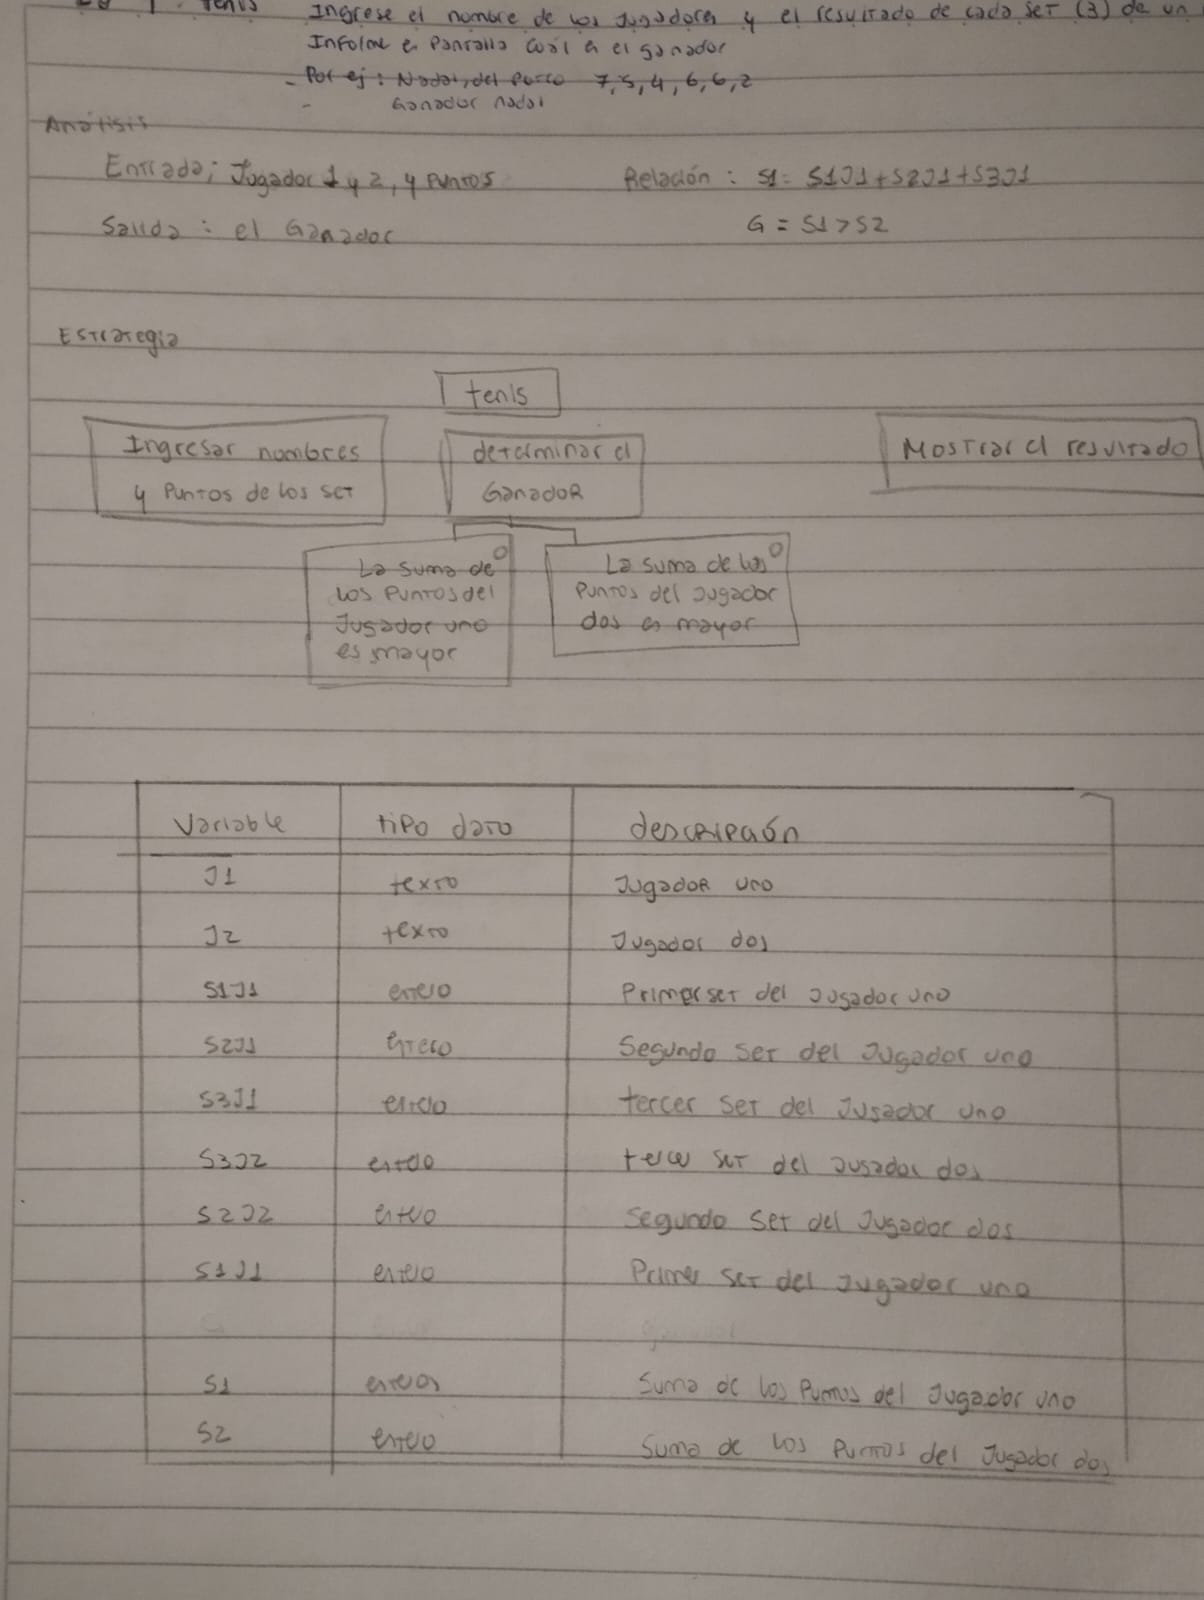 1. Tenis Ingrese el nombre de los Jugadores y el resultado de cada set (3) de un
Informe en Pantalla cuál es el ganador
- Por ej: Nadal, del Potro 7, 5, 4, 6, 6, 2
- Ganador nadal
Análisis
Entrada; Jugador 1 y 2, y Puntos
Relación: S1 = S1J1 + S2J1 + S3J1
Salida: el Ganador
G = S1 > S2
Estrategia
tenis
Ingresar nombres
y Puntos de los set
determinar el
Ganador
Mostrar el resultado
La suma de
los Puntos del
Jugador uno
es mayor
La suma de los
Puntos del Jugador
dos es mayor
Variable tipo dato descripción
J1 texto Jugador uno
J2 texto Jugador dos
S1J1 entero Primer set del Jugador uno
S2J1 Entero Segundo Set del Jugador uno
S3J1 entero tercer Set del Jugador uno
S3J2 entero tercer set del Jugador dos
S2J2 entero Segundo Set del Jugador dos
S1J1 entero Primer Set del Jugador uno
S1 enteros Suma de los Puntos del Jugador uno
S2 entero Suma de los Puntos del Jugador dos